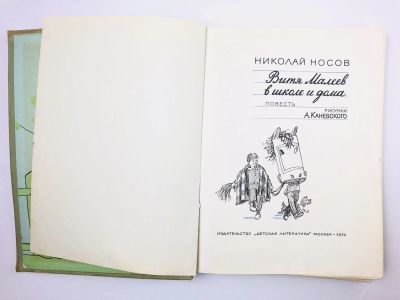 НИКОЛАЙ НОСОВ
Витя Малеев
в школе и дома
ПОВЕСТЬ
РИСУНКИ
А. КАНЕВСКОГО
ИЗДАТЕЛЬСТВО „ДЕТСКАЯ ЛИТЕРАТУРА“ МОСКВА -